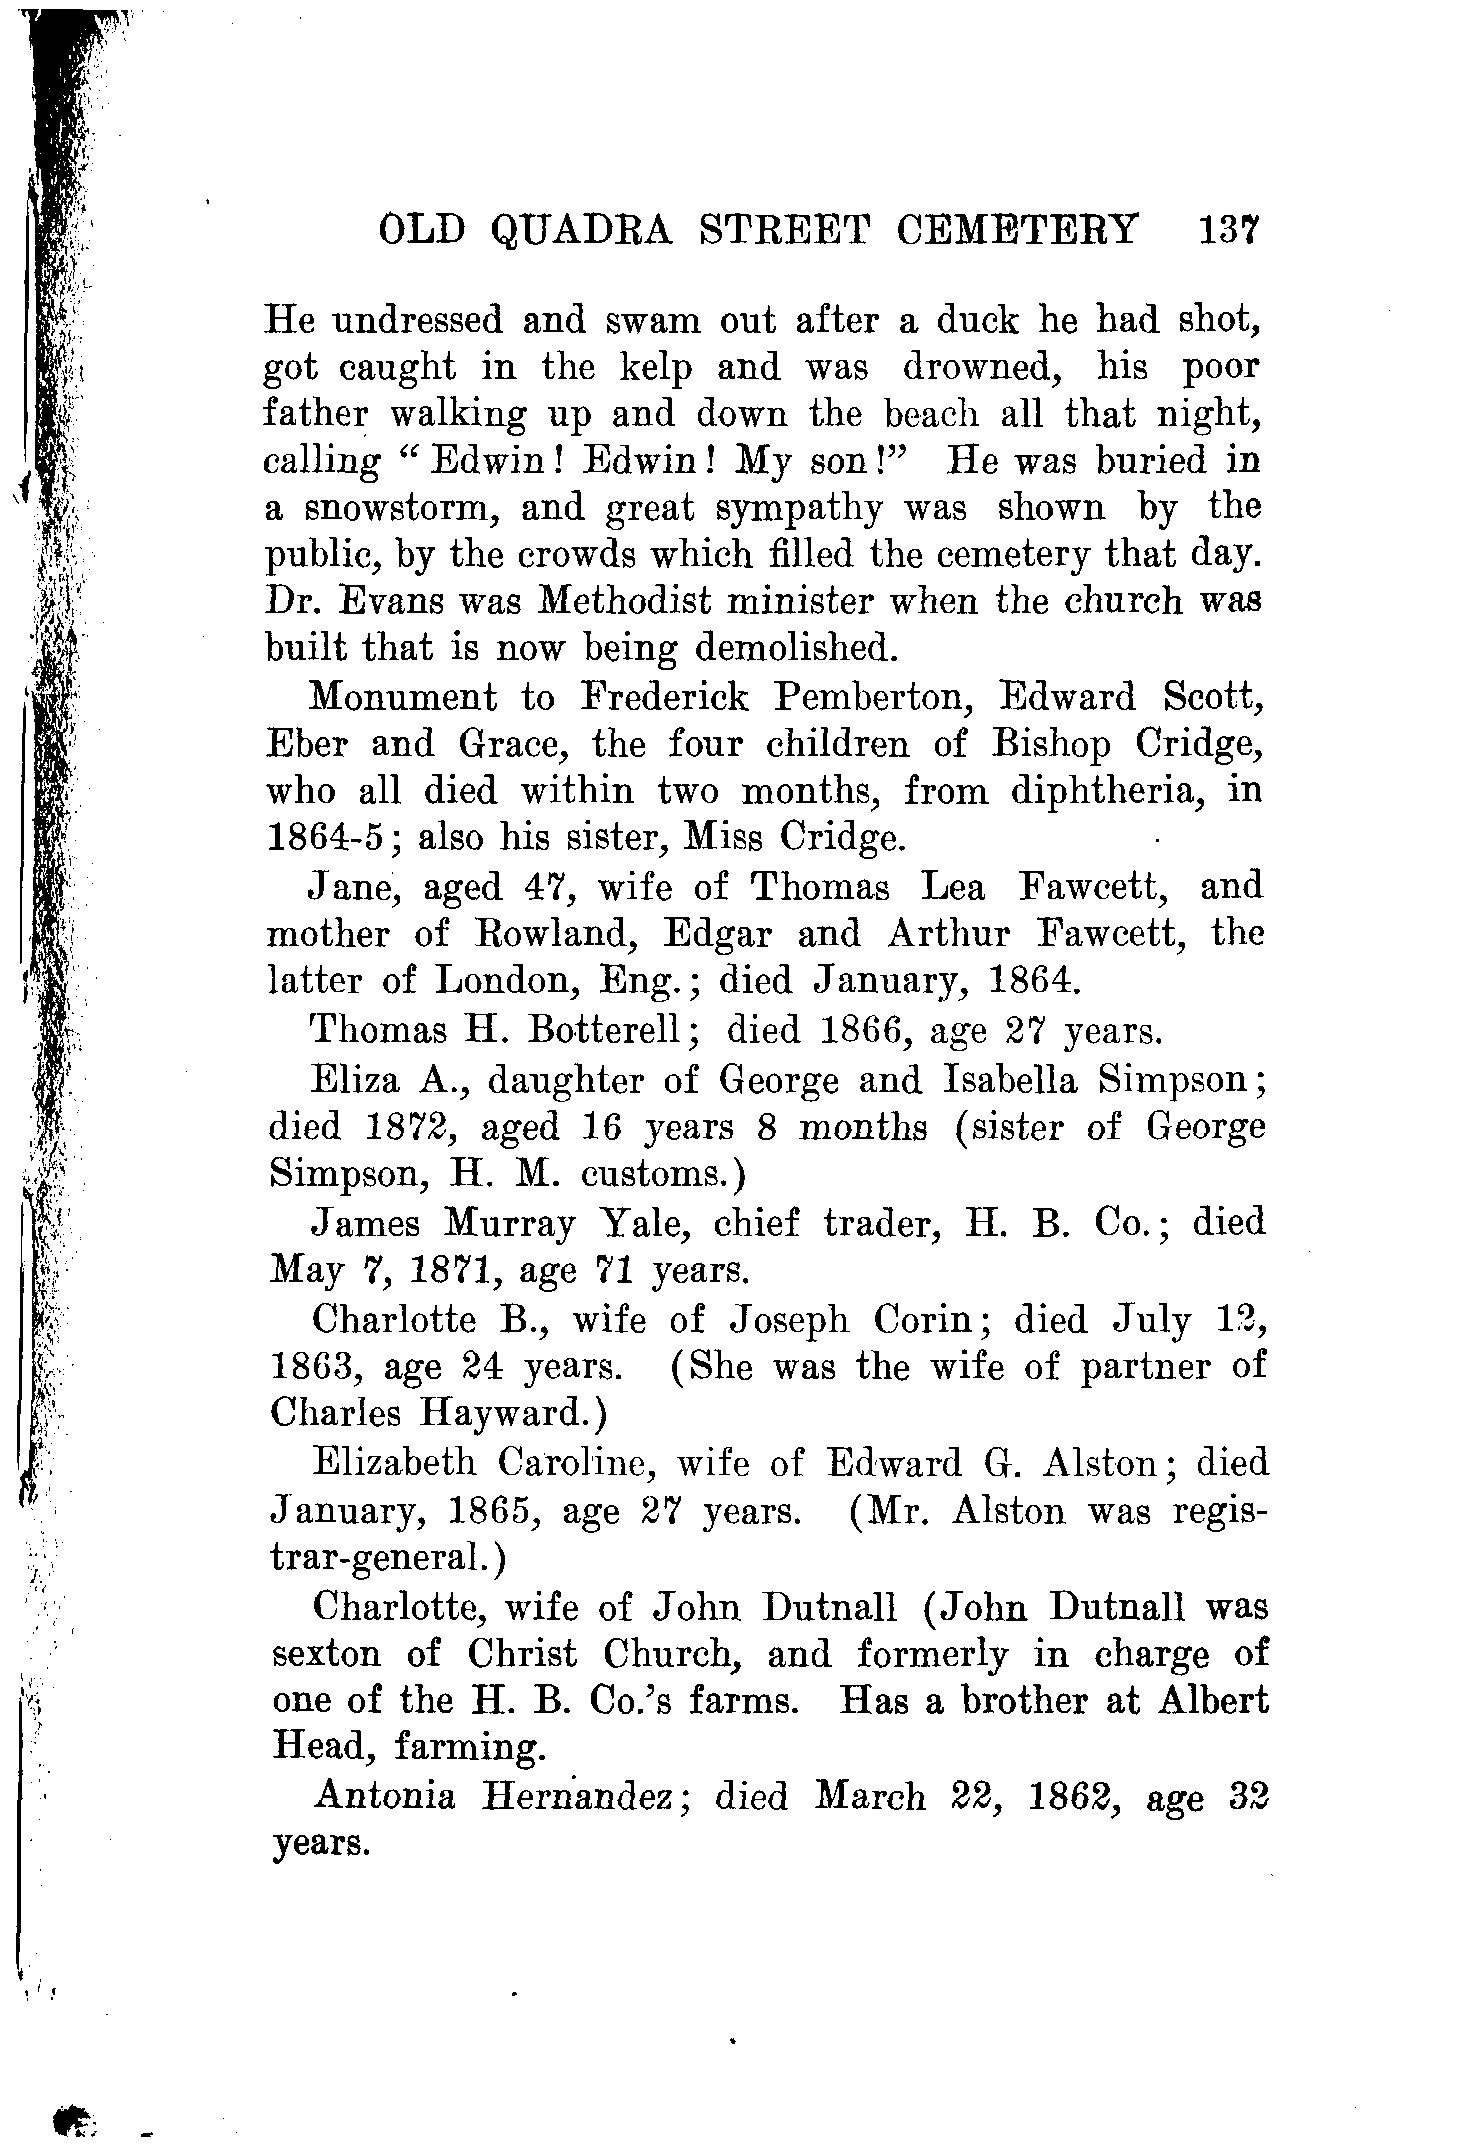 OLD QUADRA STREET CEMETERY 137
He undressed and swam out after a duck he had shot,
got caught in the kelp and was drowned, his poor
father walking up and down the beach all that night,
calling “ Edwin ! Edwin ! My son !” He was buried in
a snowstorm, and great sympathy was shown by the
public, by the crowds which filled the cemetery that day.
Dr. Evans was Methodist minister when the church was
built that is now being demolished.
Monument to Frederick Pemberton, Edward Scott,
Eber and Grace, the four children of Bishop Cridge,
who all died within two months, from diphtheria, in
1864-5; also his sister, Miss Cridge.
Jane, aged 47, wife of Thomas Lea Fawcett, and
mother of Rowland, Edgar and Arthur Fawcett, the
latter of London, Eng.; died January, 1864.
Thomas H. Botterell; died 1866, age 27 years.
Eliza A., daughter of George and Isabella Simpson;
died 1872, aged 16 years 8 months (sister of George
Simpson, H. M. customs.)
James Murray Yale, chief trader, H. B. Co.; died
May 7, 1871, age 71 years.
Charlotte B., wife of Joseph Corin; died July 12,
1863, age 24 years. (She was the wife of partner of
Charles Hayward.)
Elizabeth Caroline, wife of Edward G. Alston; died
January, 1865, age 27 years. (Mr. Alston was regis-
trar-general.)
Charlotte, wife of John Dutnall (John Dutnall was
sexton of Christ Church, and formerly in charge of
one of the H. B. Co.’s farms. Has a brother at Albert
Head, farming.
Antonia Hernandez; died March 22, 1862, age 32
years.